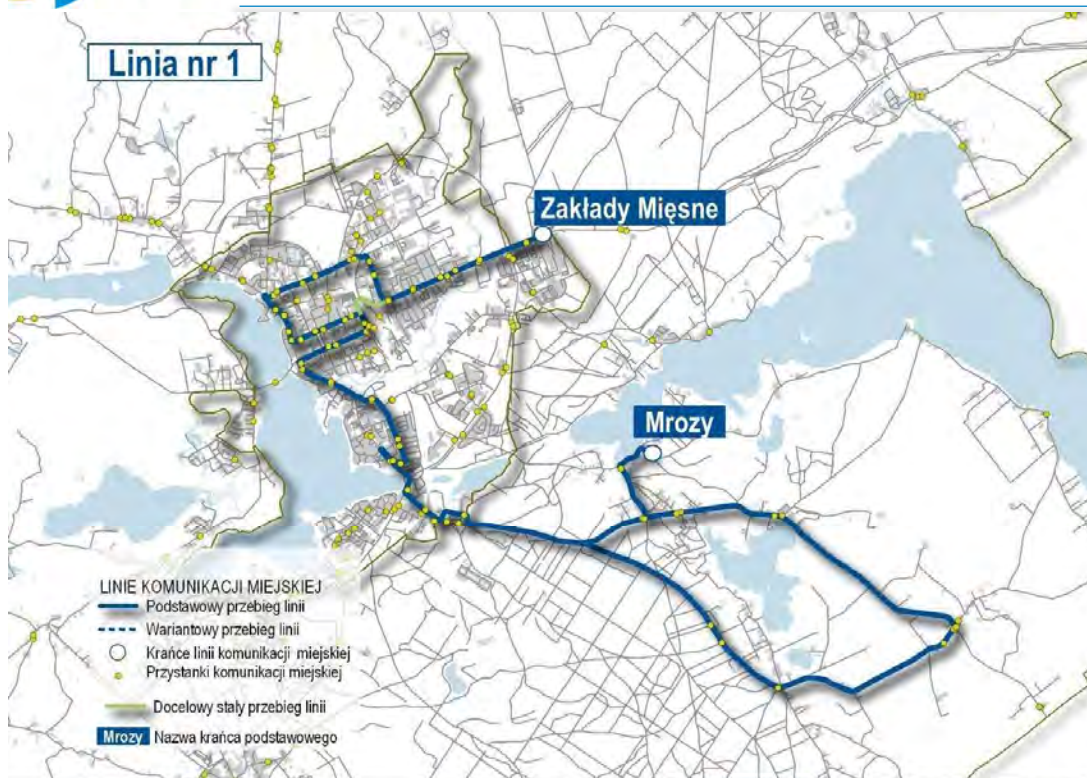 Linia nr 1
Zakłady Mięsne
Mrozy
LINIE KOMUNIKACJI MIEJSKIEJ
Podstawowy przebieg linii
Wariantowy przebieg linii
Krańce linii komunikacji miejskiej
Przystanki komunikacji miejskiej
Docelowy stały przebieg linii
Mrozy Nazwa krańca podstawowego